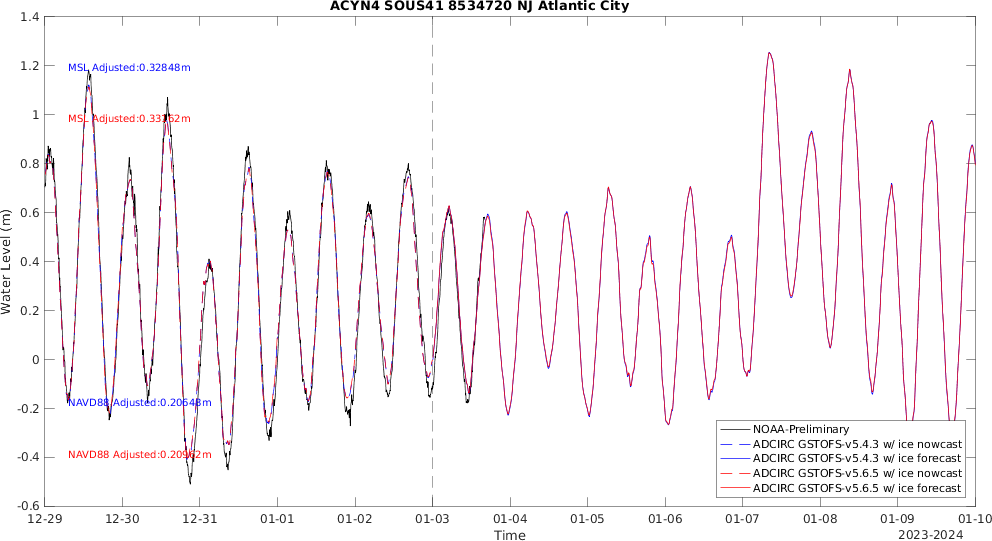 ACYN4 SOUS41 8534720 NJ Atlantic City
1.4
1.2
1
0.8
0.6
0.4
0.2
0
-0.2
-0.4
-0.6
Water Level (m)
MSL Adjusted:0.32848m
NAVD88 Adjusted:0.20648m
NOAA-Preliminary
ADCIRC GSTOFS-v5.4.3 w/ ice nowcast
ADCIRC GSTOFS-v5.4.3 w/ ice forecast
ADCIRC GSTOFS-v5.6.5 w/ ice nowcast
ADCIRC GSTOFS-v5.6.5 w/ ice forecast
MSL Adjusted:
NAVD88 Adjusted:
12-29 12-30 12-31 01-01 01-02 01-03 01-04 01-05 01-06 01-07 01-08 01-09 01-10
Time
2023-2024